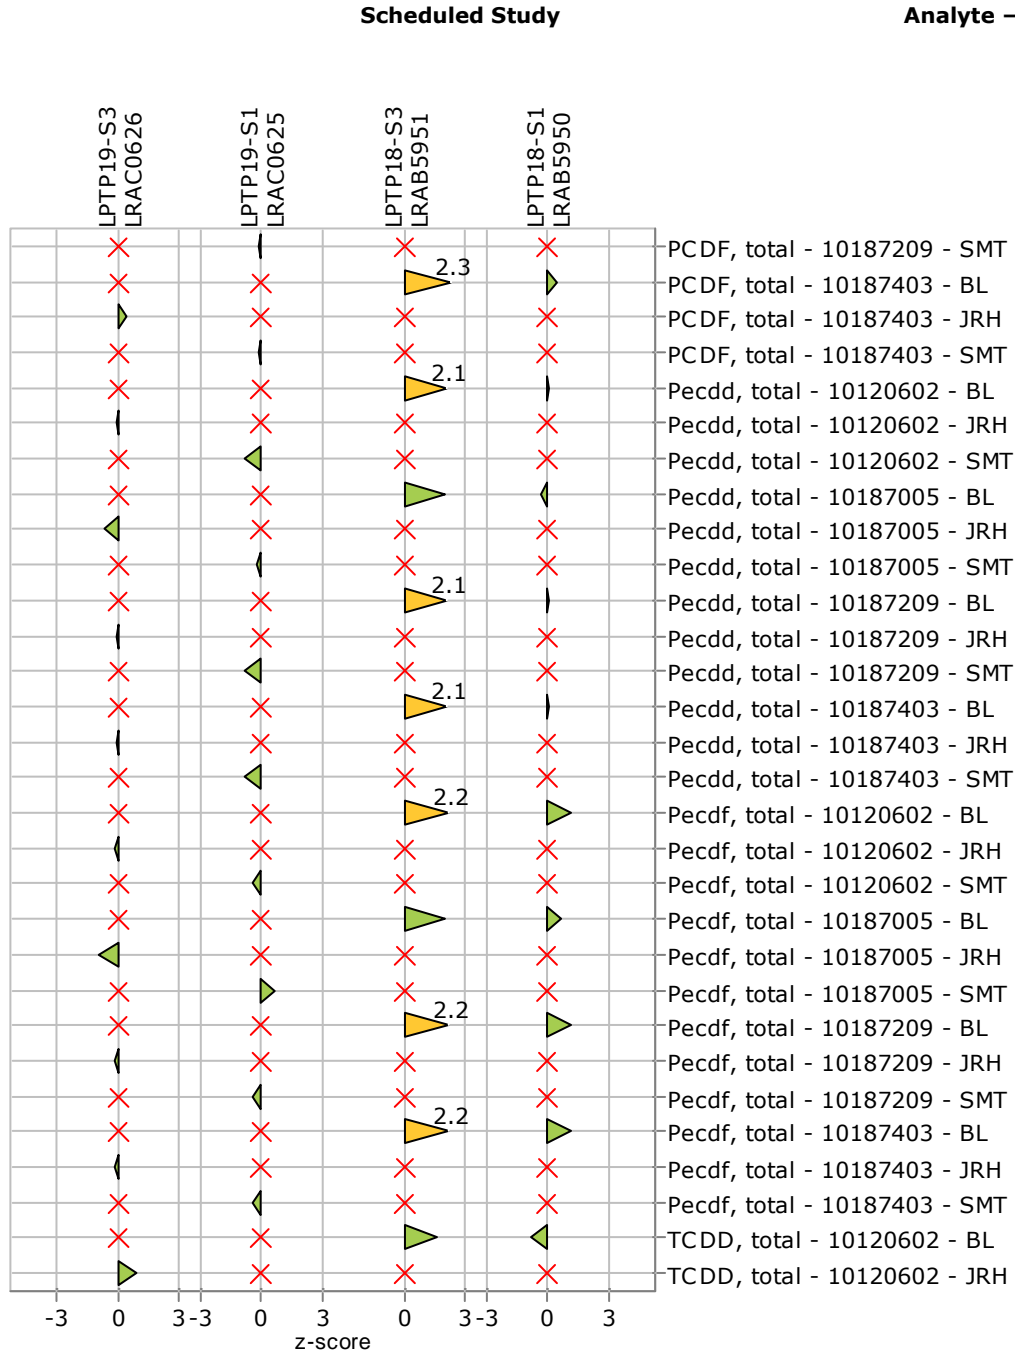 Scheduled Study
Analyte –
LPTP19-S3
LRAC0626
LPTP19-S1
LRAC0625
LPTP18-S3
LRAB5951
LPTP18-S1
LRAB5950
PCDF, total - 10187209 - SMT
2.3
PCDF, total - 10187403 - BL
PCDF, total - 10187403 - JRH
PCDF, total - 10187403 - SMT
2.1
Pecdd, total - 10120602 - BL
Pecdd, total - 10120602 - JRH
Pecdd, total - 10120602 - SMT
Pecdd, total - 10187005 - BL
Pecdd, total - 10187005 - JRH
Pecdd, total - 10187005 - SMT
2.1
Pecdd, total - 10187209 - BL
Pecdd, total - 10187209 - JRH
Pecdd, total - 10187209 - SMT
2.1
Pecdd, total - 10187403 - BL
Pecdd, total - 10187403 - JRH
Pecdd, total - 10187403 - SMT
2.2
Pecdf, total - 10120602 - BL
Pecdf, total - 10120602 - JRH
Pecdf, total - 10120602 - SMT
Pecdf, total - 10187005 - BL
Pecdf, total - 10187005 - JRH
Pecdf, total - 10187005 - SMT
2.2
Pecdf, total - 10187209 - BL
Pecdf, total - 10187209 - JRH
Pecdf, total - 10187209 - SMT
2.2
Pecdf, total - 10187403 - BL
Pecdf, total - 10187403 - JRH
Pecdf, total - 10187403 - SMT
TCDD, total - 10120602 - BL
TCDD, total - 10120602 - JRH
-3 0 3 -3 0 3 0 3 -3 0 3
z-score